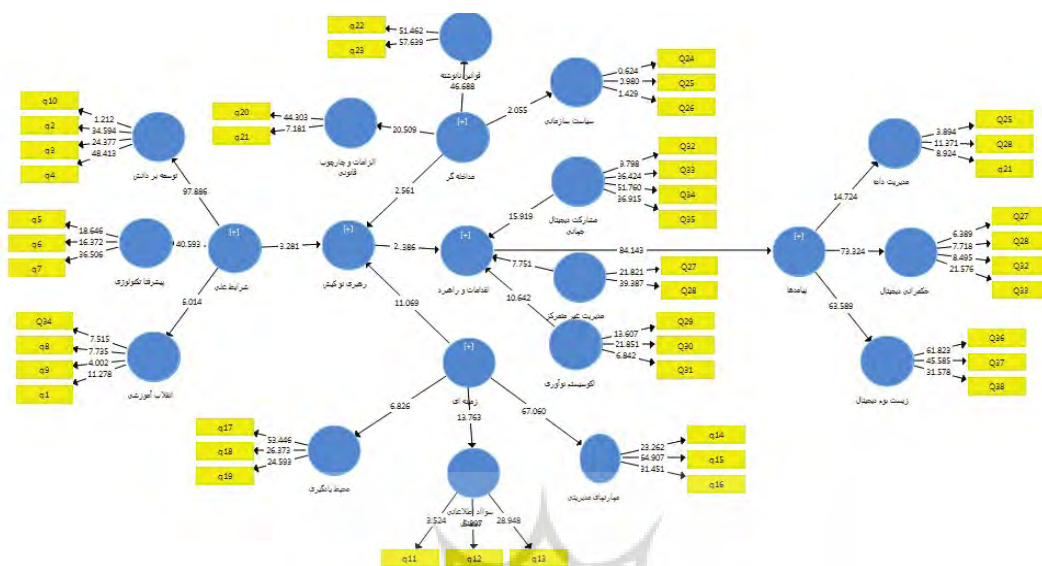 q22
51.462
q23
57.639
قوانین نانوشته
46.688
q10
1.212
q2
34.594
q3
24.377
q4
48.413
توسعه بر دانش
97.886
q20
44.303
q21
7.181
الزامات و چارچوب
قانونی
20.509
[+]
مداخله گر
2.055
2.561
Q24
0.624
Q25
Q26
1.429
سیاست سازمانی
Q32
3.798
Q33
36.424
Q34
51.760
Q35
36.915
مشارکت دیجیتال
جهانی
15.919
q5
18.646
q6
16.372
q7
36.506
پیشرفتا تکنولوژی
40.593
[+]
شرایط علی
3.281
[+]
رهبری نوکیش
2.386
[+]
اقدامات و راهبرد
84.143
7.751
21.821
Q27
39.387
Q28
مدیریت غیر متمرکز
10.642
13.607
Q29
21.851
Q30
6.842
Q31
اکوسیستم نوآوری
6.014
Q34
7.515
q8
7.735
q9
4.002
q1
11.278
انقلاب آموزشی
11.069
[+]
زمینه ای
6.826
13.763
67.060
q17
53.446
q18
26.373
q19
24.593
محیط یادگیری
3.524
28.948
q11
q12
q13
23.262
q14
q15
31.451
q16
مهارتهای مدیریتی
[+]
پیامدها
14.724
73.324
63.589
3.894
Q25
11.371
Q28
8.924
q21
مدیریت داده
6.389
Q27
7.718
Q28
8.495
Q32
21.576
Q33
حکمرانی دیجیتال
61.823
Q36
45.585
Q37
31.578
Q38
زیست بوم دیجیتال